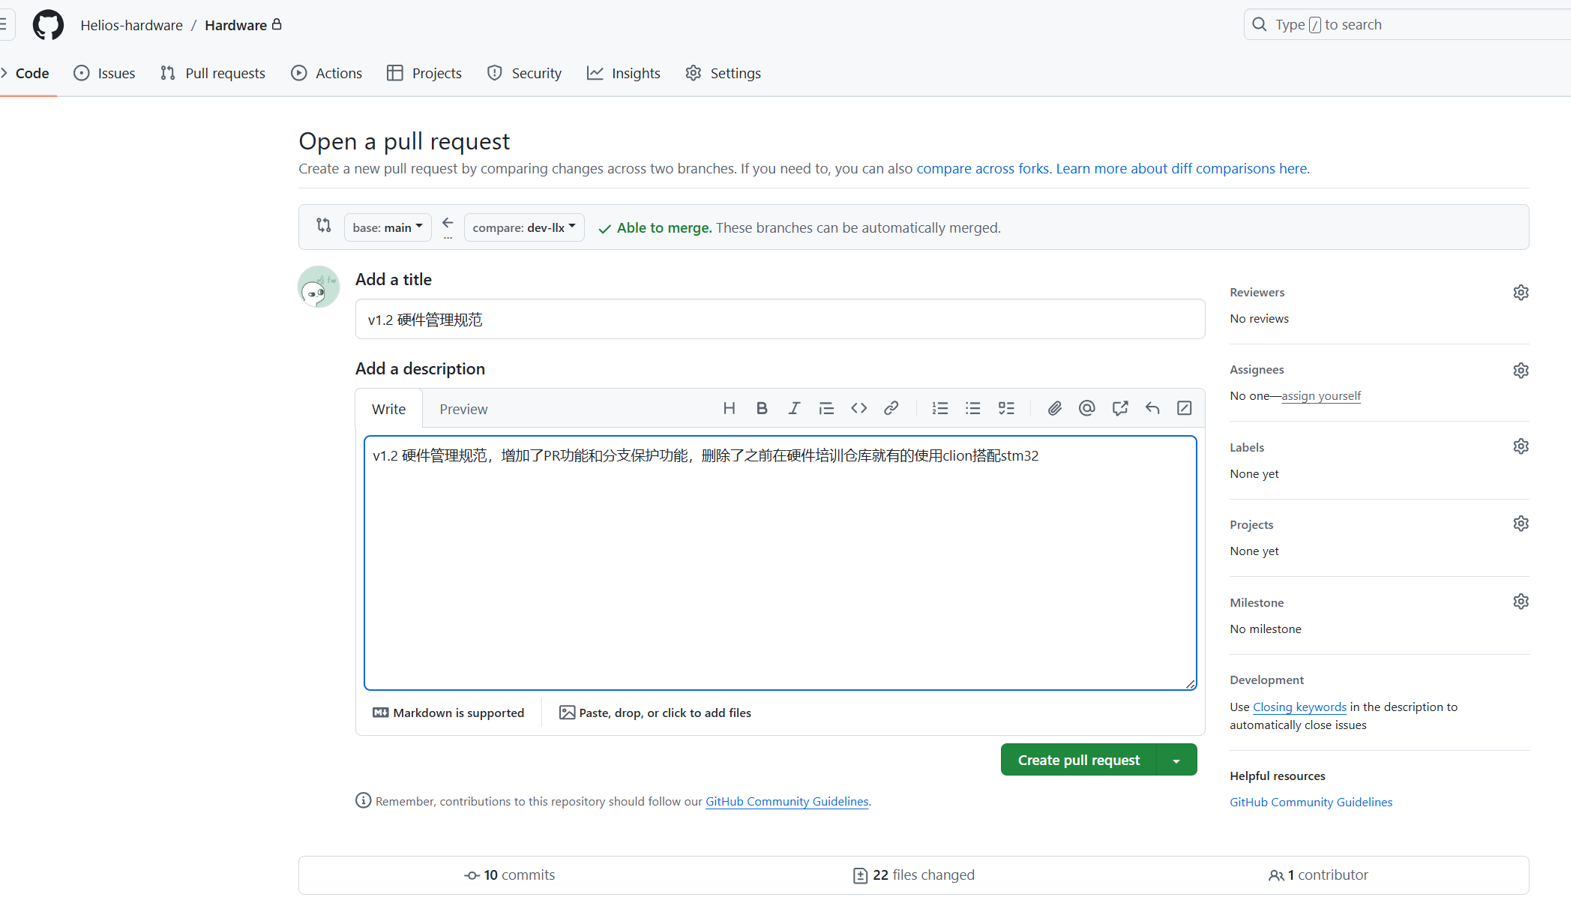 Helios-hardware / Hardware
Type / to search
Code
Issues
Pull requests
Actions
Projects
Security
Insights
Settings
Open a pull request
Create a new pull request by comparing changes across two branches. If you need to, you can also compare across forks. Learn more about diff comparisons here.
base: main
...
compare: dev-llx
Able to merge. These branches can be automatically merged.
Add a title
v1.2 硬件管理规范
Add a description
Write
Preview
v1.2 硬件管理规范，增加了PR功能和分支保护功能，删除了之前在硬件培训仓库就有的使用clion搭配stm32
Markdown is supported
Paste, drop, or click to add files
Create pull request
Remember, contributions to this repository should follow our GitHub Community Guidelines.
Reviewers
No reviews
Assignees
No one—assign yourself
Labels
None yet
Projects
None yet
Milestone
No milestone
Development
Use Closing keywords in the description to
automatically close issues
Helpful resources
GitHub Community Guidelines
10 commits
22 files changed
1 contributor